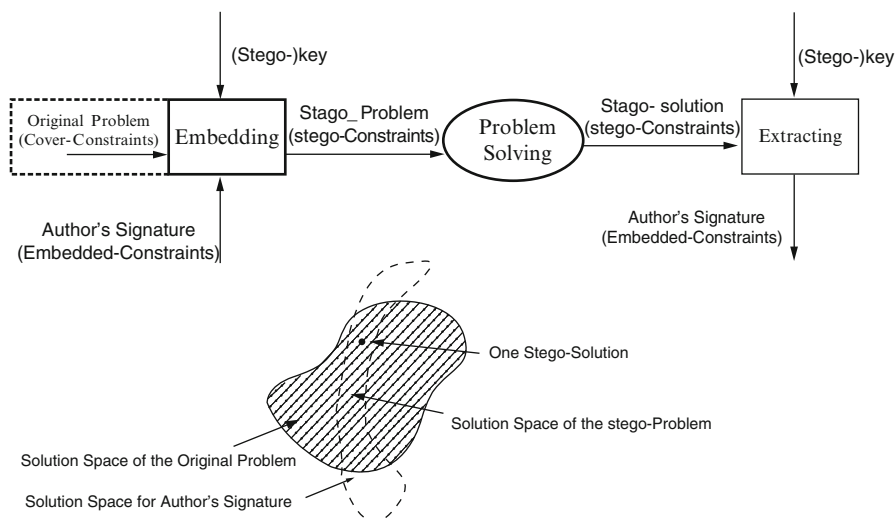 (Stego-)key
(Stego-)key
Original Problem
(Cover-Constraints)
Embedding
Stago_ Problem
(stego-Constraints)
Problem
Solving
Stago- solution
(stego-Constraints)
Extracting
Author's Signature
(Embedded-Constraints)
Author's Signature
(Embedded-Constraints)
One Stego-Solution
Solution Space of the stego-Problem
Solution Space of the Original Problem
Solution Space for Author's Signature